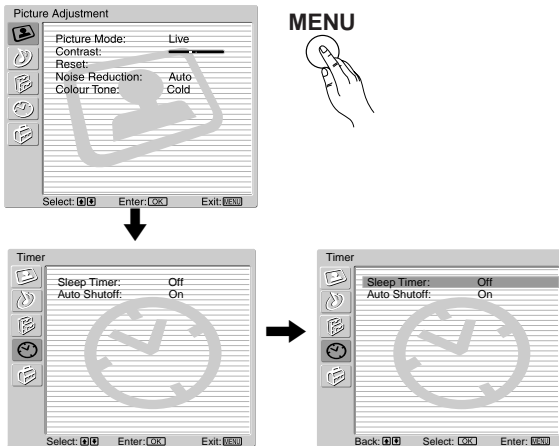 Picture Adjustment
Picture Mode: Live
Contrast:
Reset:
Noise Reduction: Auto
Colour Tone: Cold
Select: Enter: OK Exit: MENU
MENU
Timer
Sleep Timer: Off
Auto Shutoff: On
Select: Enter: OK Exit: MENU
Timer
Sleep Timer: Off
Auto Shutoff: On
Back: Select: OK Enter: MENU